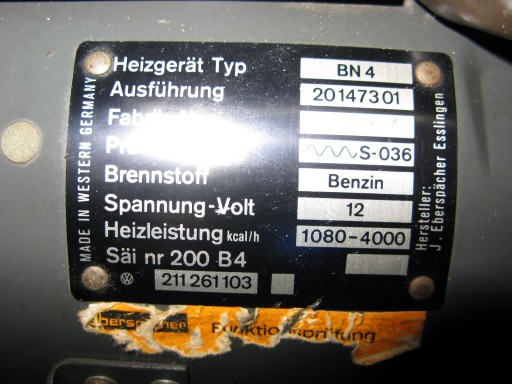 Heizgerät Typ BN 4
Ausführung 20147301
S-036
Brennstoff Benzin
Spannung-Volt 12
Heizleistung kcal/h 1080-4000
Säi nr 200 B4
211 261 103
MADE IN WESTERN GERMANY
Hersteller:
J. Eberspächer Esslingen
eberspächer Funktionsprüfung